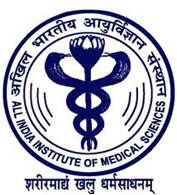 अखिल भारतीय आयुर्विज्ञान संस्थान
ALL INDIA INSTITUTE OF MEDICAL SCIENCES
शरीरमाद्यं खलु धर्मसाधनम्